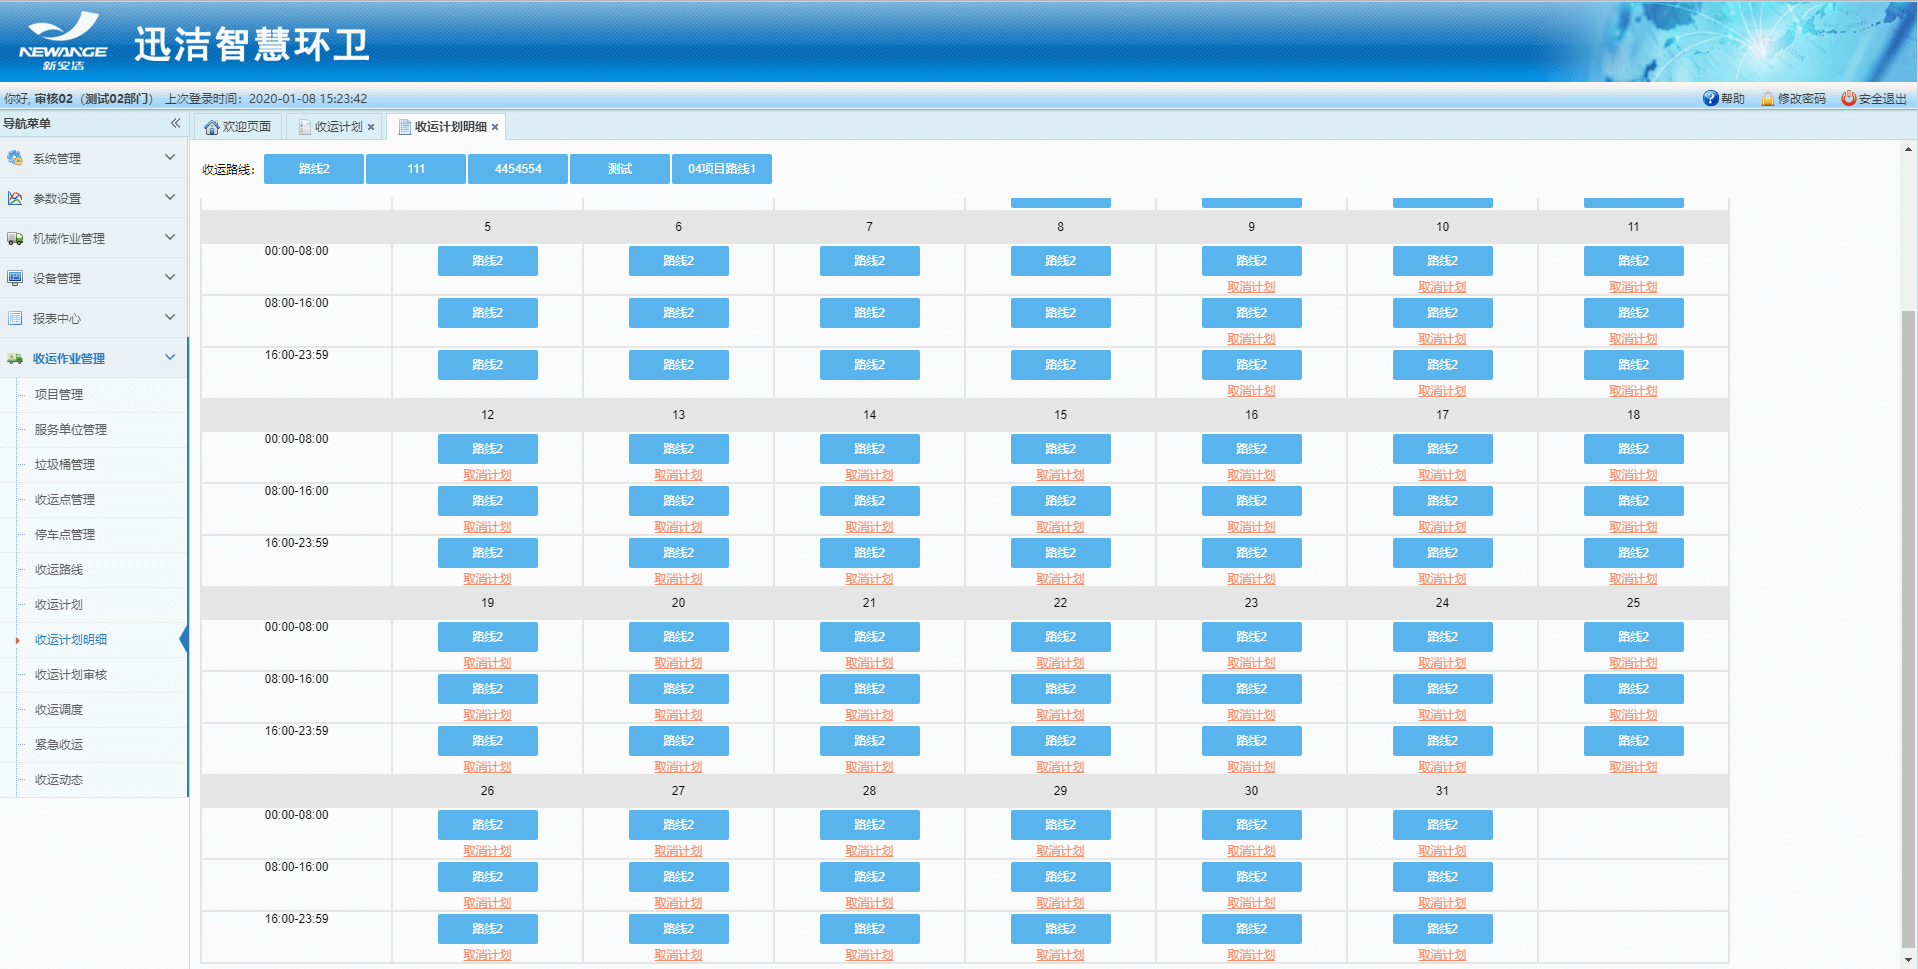 NEWANGE
新安洁
迅洁智慧环卫
你好, 审核02（测试02部门） 上次登录时间：2020-01-08 15:23:42
帮助 修改密码 安全退出
导航菜单
欢迎页面 收运计划 收运计划明细
系统管理
参数设置
机械作业管理
设备管理
报表中心
收运作业管理
项目管理
服务单位管理
垃圾桶管理
收运点管理
停车点管理
收运路线
收运计划
收运计划明细
收运计划审核
收运调度
紧急收运
收运动态
收运路线： 路线2 111 4454554 测试 04项目路线1
5 6 7 8 9 10 11
00:00-08:00 路线2 路线2 路线2 路线2 路线2 路线2 路线2
取消计划 取消计划 取消计划
08:00-16:00 路线2 路线2 路线2 路线2 路线2 路线2 路线2
取消计划 取消计划 取消计划
16:00-23:59 路线2 路线2 路线2 路线2 路线2 路线2 路线2
取消计划 取消计划 取消计划
12 13 14 15 16 17 18
00:00-08:00 路线2 路线2 路线2 路线2 路线2 路线2 路线2
取消计划 取消计划 取消计划 取消计划 取消计划 取消计划 取消计划
08:00-16:00 路线2 路线2 路线2 路线2 路线2 路线2 路线2
取消计划 取消计划 取消计划 取消计划 取消计划 取消计划 取消计划
16:00-23:59 路线2 路线2 路线2 路线2 路线2 路线2 路线2
取消计划 取消计划 取消计划 取消计划 取消计划 取消计划 取消计划
19 20 21 22 23 24 25
00:00-08:00 路线2 路线2 路线2 路线2 路线2 路线2 路线2
取消计划 取消计划 取消计划 取消计划 取消计划 取消计划 取消计划
08:00-16:00 路线2 路线2 路线2 路线2 路线2 路线2 路线2
取消计划 取消计划 取消计划 取消计划 取消计划 取消计划 取消计划
16:00-23:59 路线2 路线2 路线2 路线2 路线2 路线2 路线2
取消计划 取消计划 取消计划 取消计划 取消计划 取消计划 取消计划
26 27 28 29 30 31
00:00-08:00 路线2 路线2 路线2 路线2 路线2 路线2
取消计划 取消计划 取消计划 取消计划 取消计划 取消计划
08:00-16:00 路线2 路线2 路线2 路线2 路线2 路线2
取消计划 取消计划 取消计划 取消计划 取消计划 取消计划
16:00-23:59 路线2 路线2 路线2 路线2 路线2 路线2
取消计划 取消计划 取消计划 取消计划 取消计划 取消计划